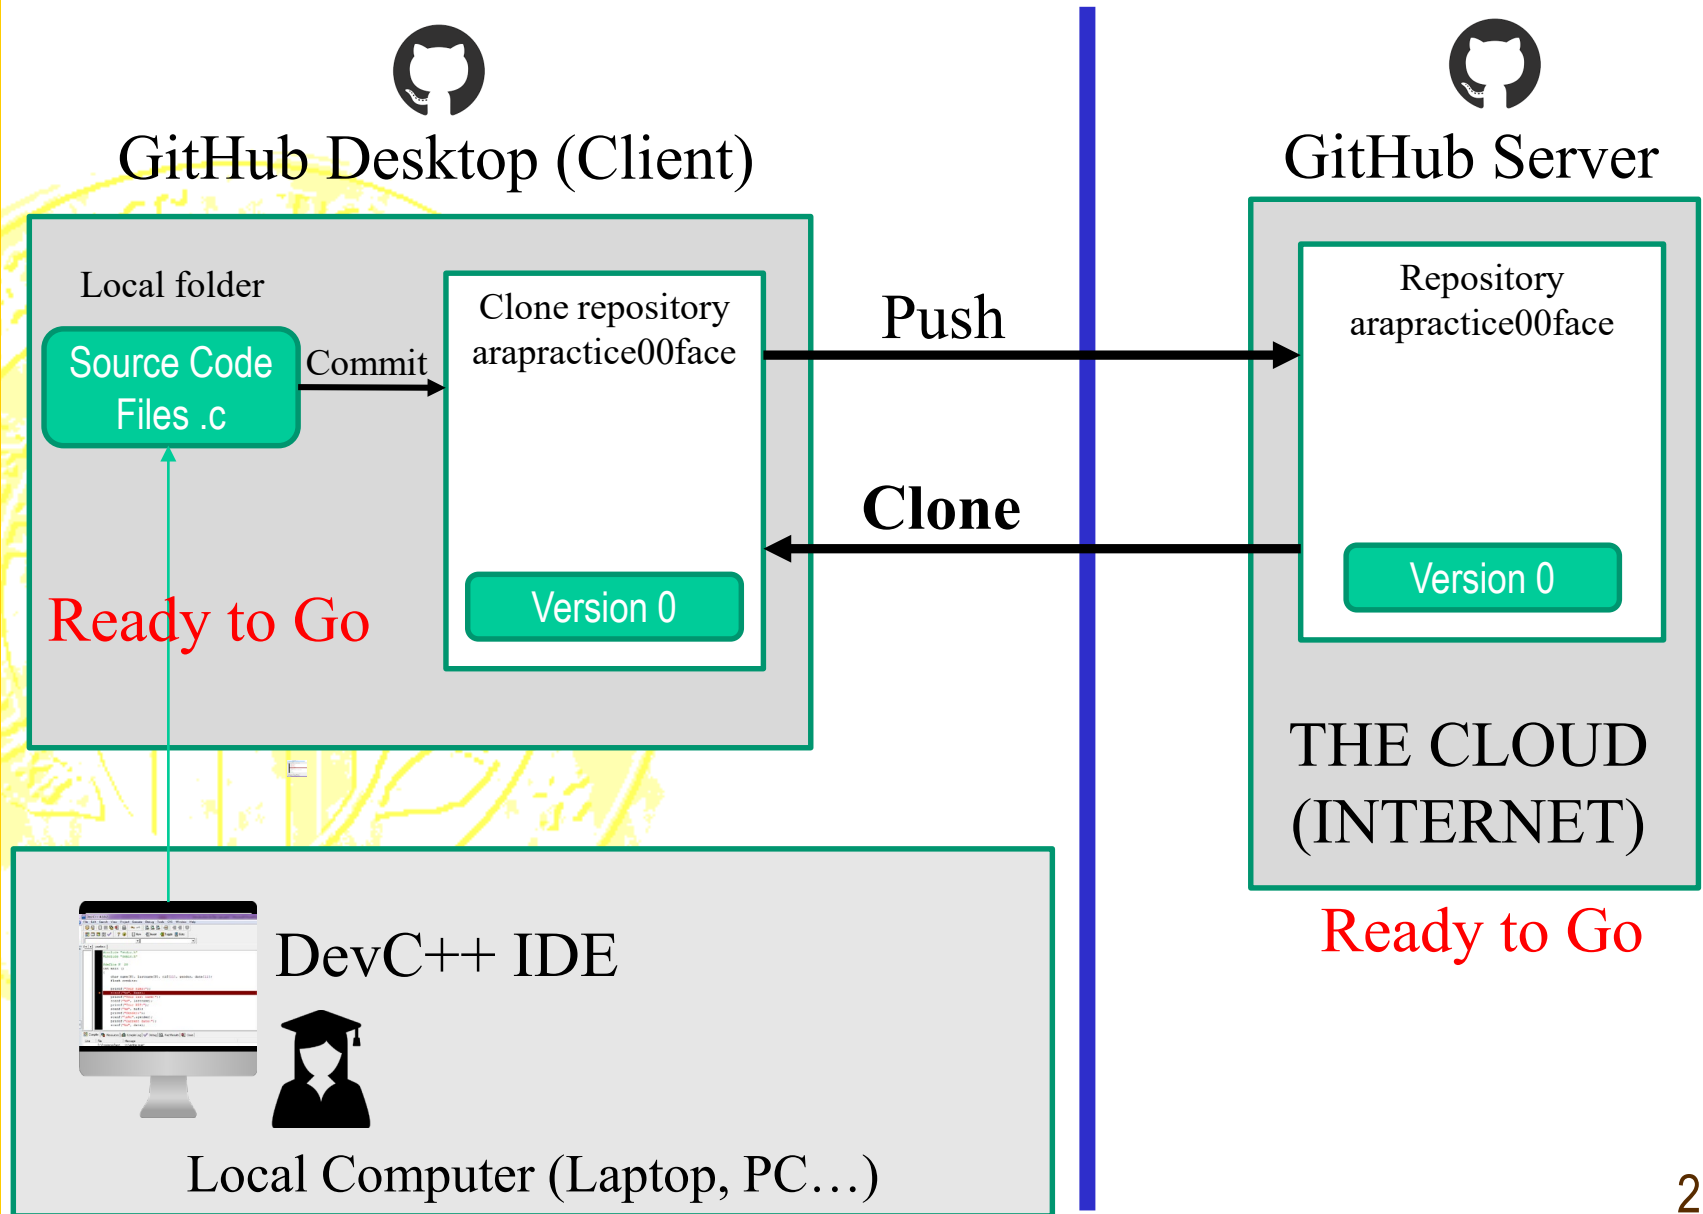 GitHub Desktop (Client)
GitHub Server
Local folder
Source Code
Files .c
Commit
Clone repository
arapractice00face
Version 0
Ready to Go
Push
Clone
Repository
arapractice00face
Version 0
THE CLOUD
(INTERNET)
Ready to Go
DevC++ IDE
Local Computer (Laptop, PC…)
2